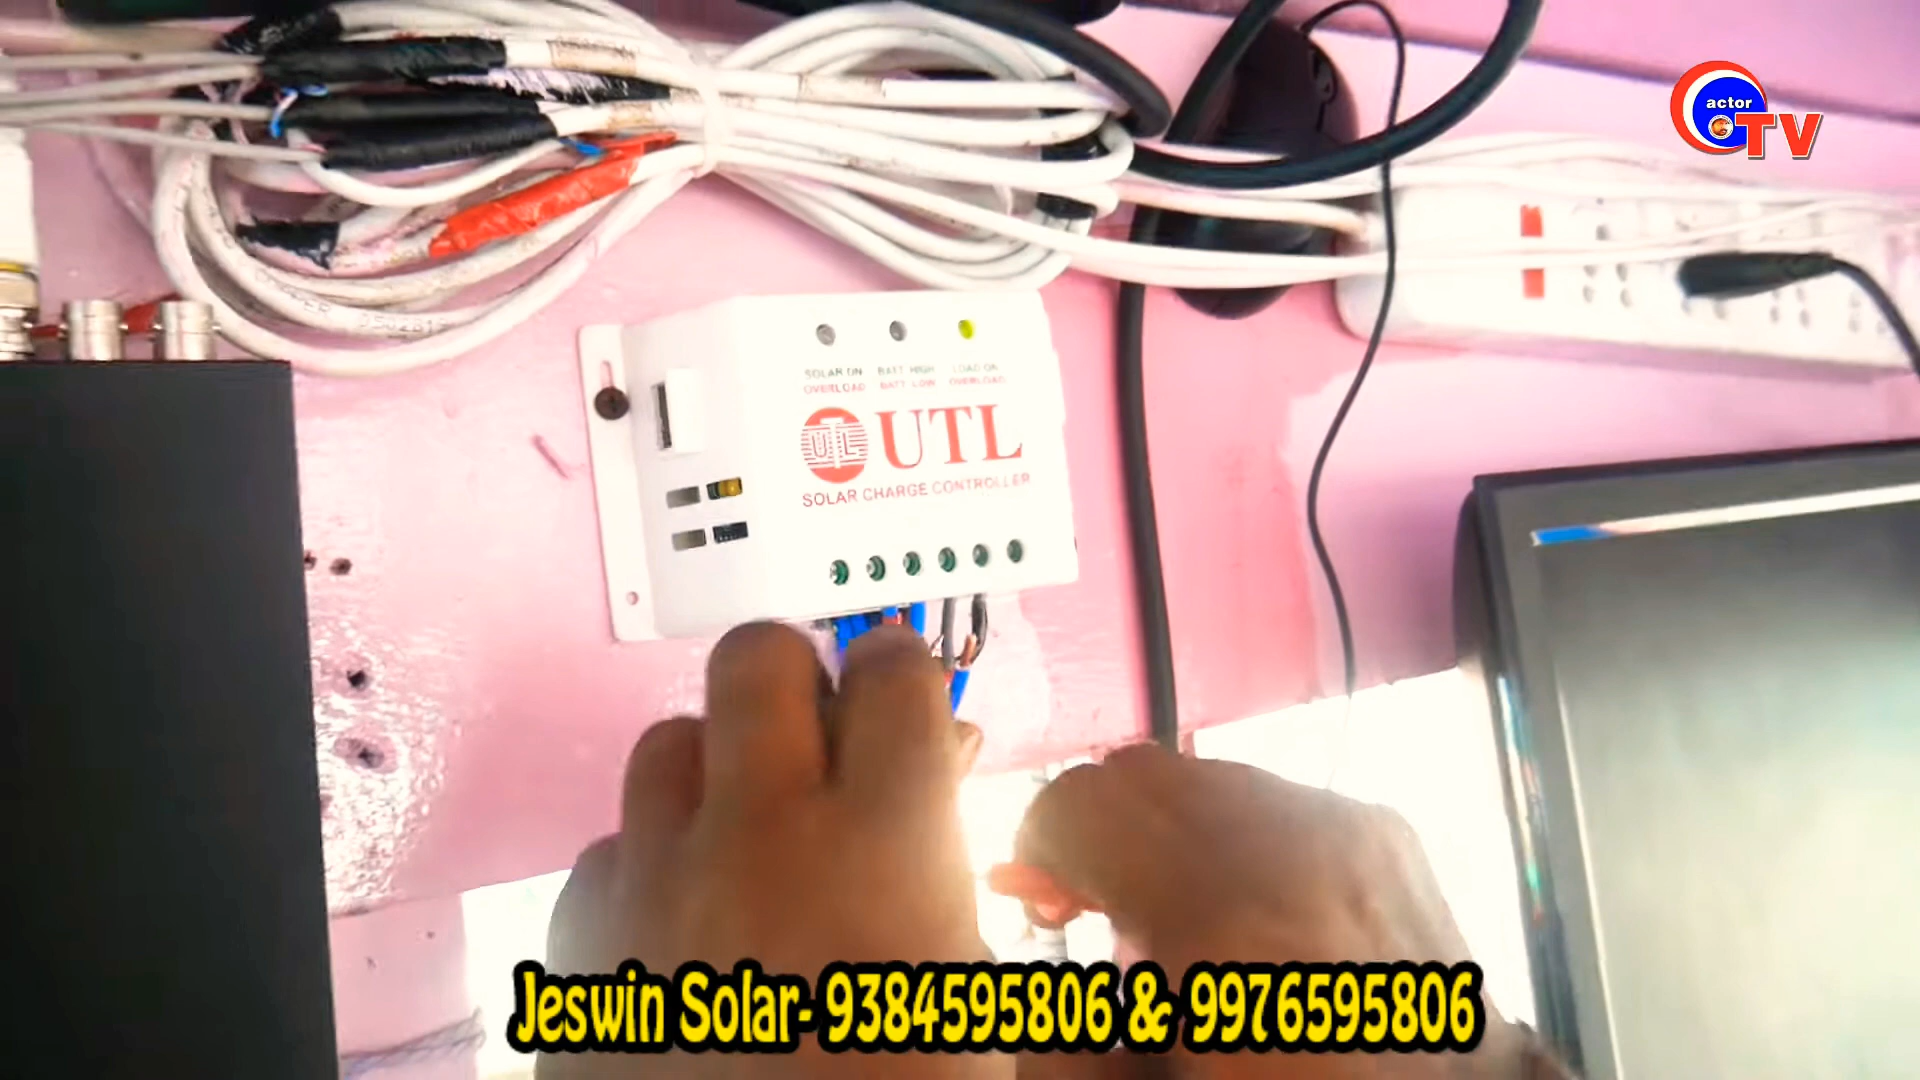 actor
TV
SOLAR ON BATT HIGH LOAD ON
OVERLOAD BATT LOW OVERLOAD
UTL UTL
SOLAR CHARGE CONTROLLER
Jeswin Solar- 9384595806 & 9976595806